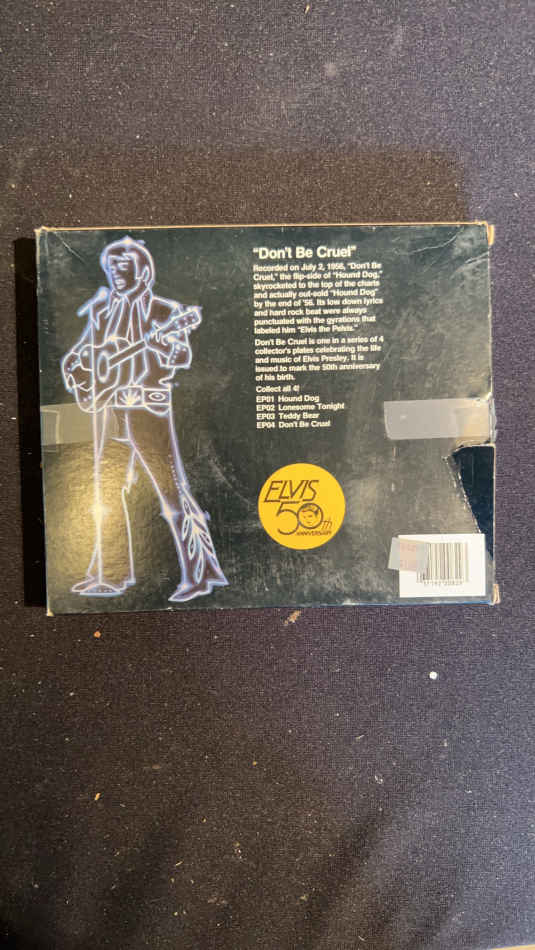 "Don't Be Cruel"
Recorded on July 2, 1956, "Don't Be
Cruel," the flip-side of "Hound Dog,"
skyrocketed to the top of the charts
and actually out-sold "Hound Dog"
by the end of '56. Its low down lyrics
and hard rock beat were always
punctuated with the gyrations that
labeled him "Elvis the Pelvis."
Don't Be Cruel is one in a series of 4
collector's plates celebrating the life
and music of Elvis Presley. It is
issued to mark the 50th anniversary
of his birth.
Collect all 4!
EP01 Hound Dog
EP02 Lonesome Tonight
EP03 Teddy Bear
EP04 Don't Be Cruel
ELVIS
50th
ANNIVERSARY